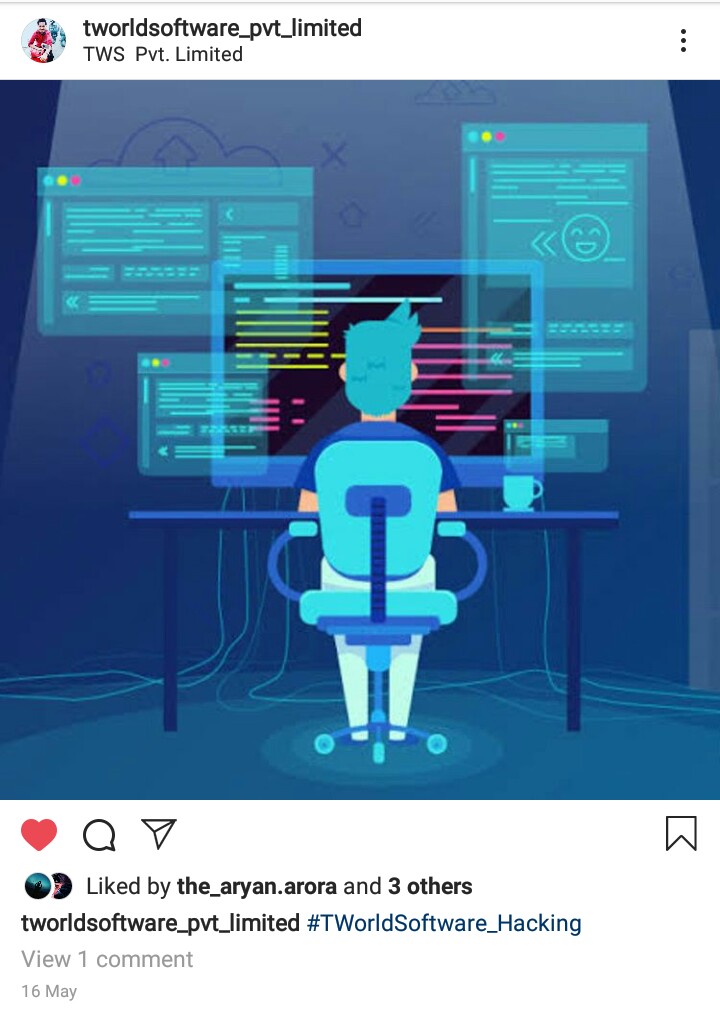 tworldsoftware_pvt_limited
TWS Pvt. Limited
Liked by the_aryan.arora and 3 others
tworldsoftware_pvt_limited #TWorldSoftware_Hacking
View 1 comment
16 May